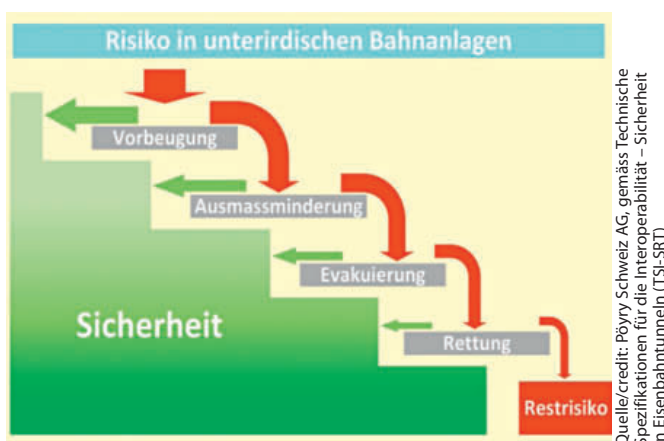 Risiko in unterirdischen Bahnanlagen
Vorbeugung
Ausmassminderung
Evakuierung
Rettung
Sicherheit
Restrisiko
Quelle/credit: Pöyry Schweiz AG, gemäss Technische
Spezifikationen für die Interoperabilität – Sicherheit
in Eisenbahntunneln (TSI-SRT)